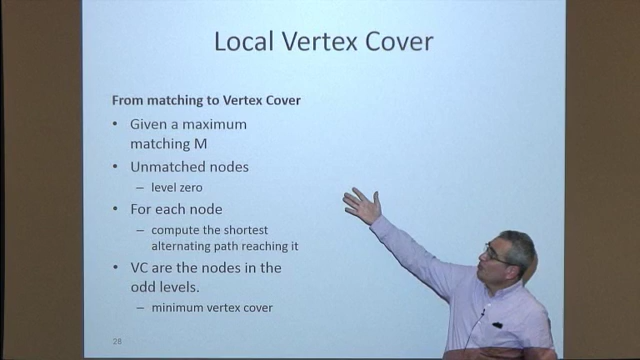 Local Vertex Cover
From matching to Vertex Cover
• Given a maximum
matching M
• Unmatched nodes
– level zero
• For each node
– compute the shortest
alternating path reaching it
• VC are the nodes in the
odd levels.
– minimum vertex cover
28